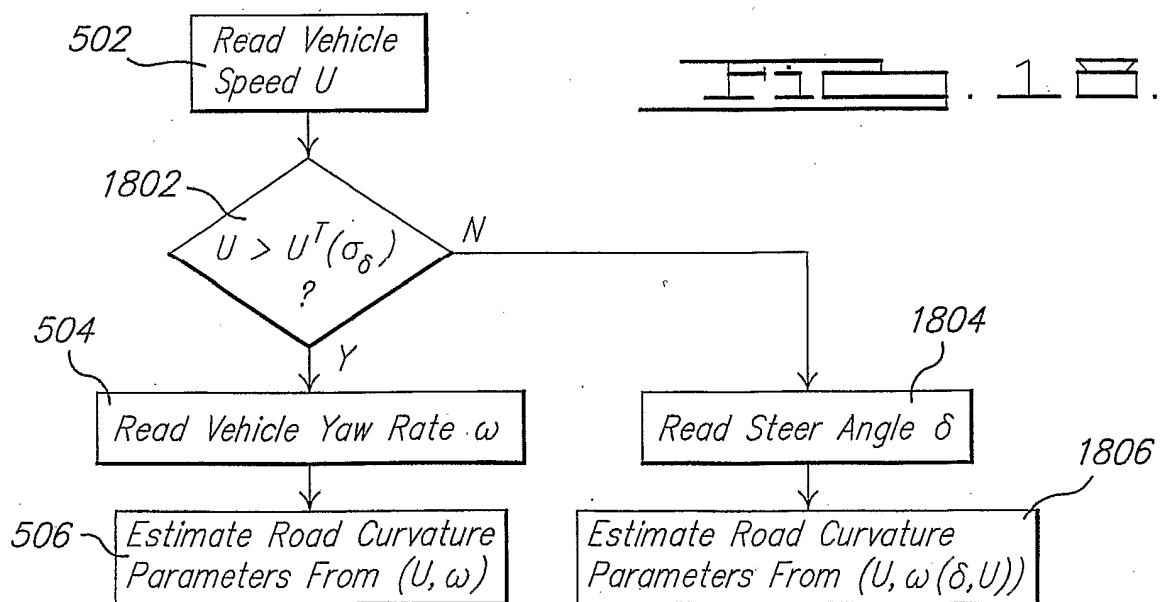 502
Read Vehicle
Speed U
1802
U > U^T(σ_δ)
?
N
Y
504
Read Vehicle Yaw Rate ω
1804
Read Steer Angle δ
506
Estimate Road Curvature
Parameters From (U, ω)
1806
Estimate Road Curvature
Parameters From (U, ω(δ,U))